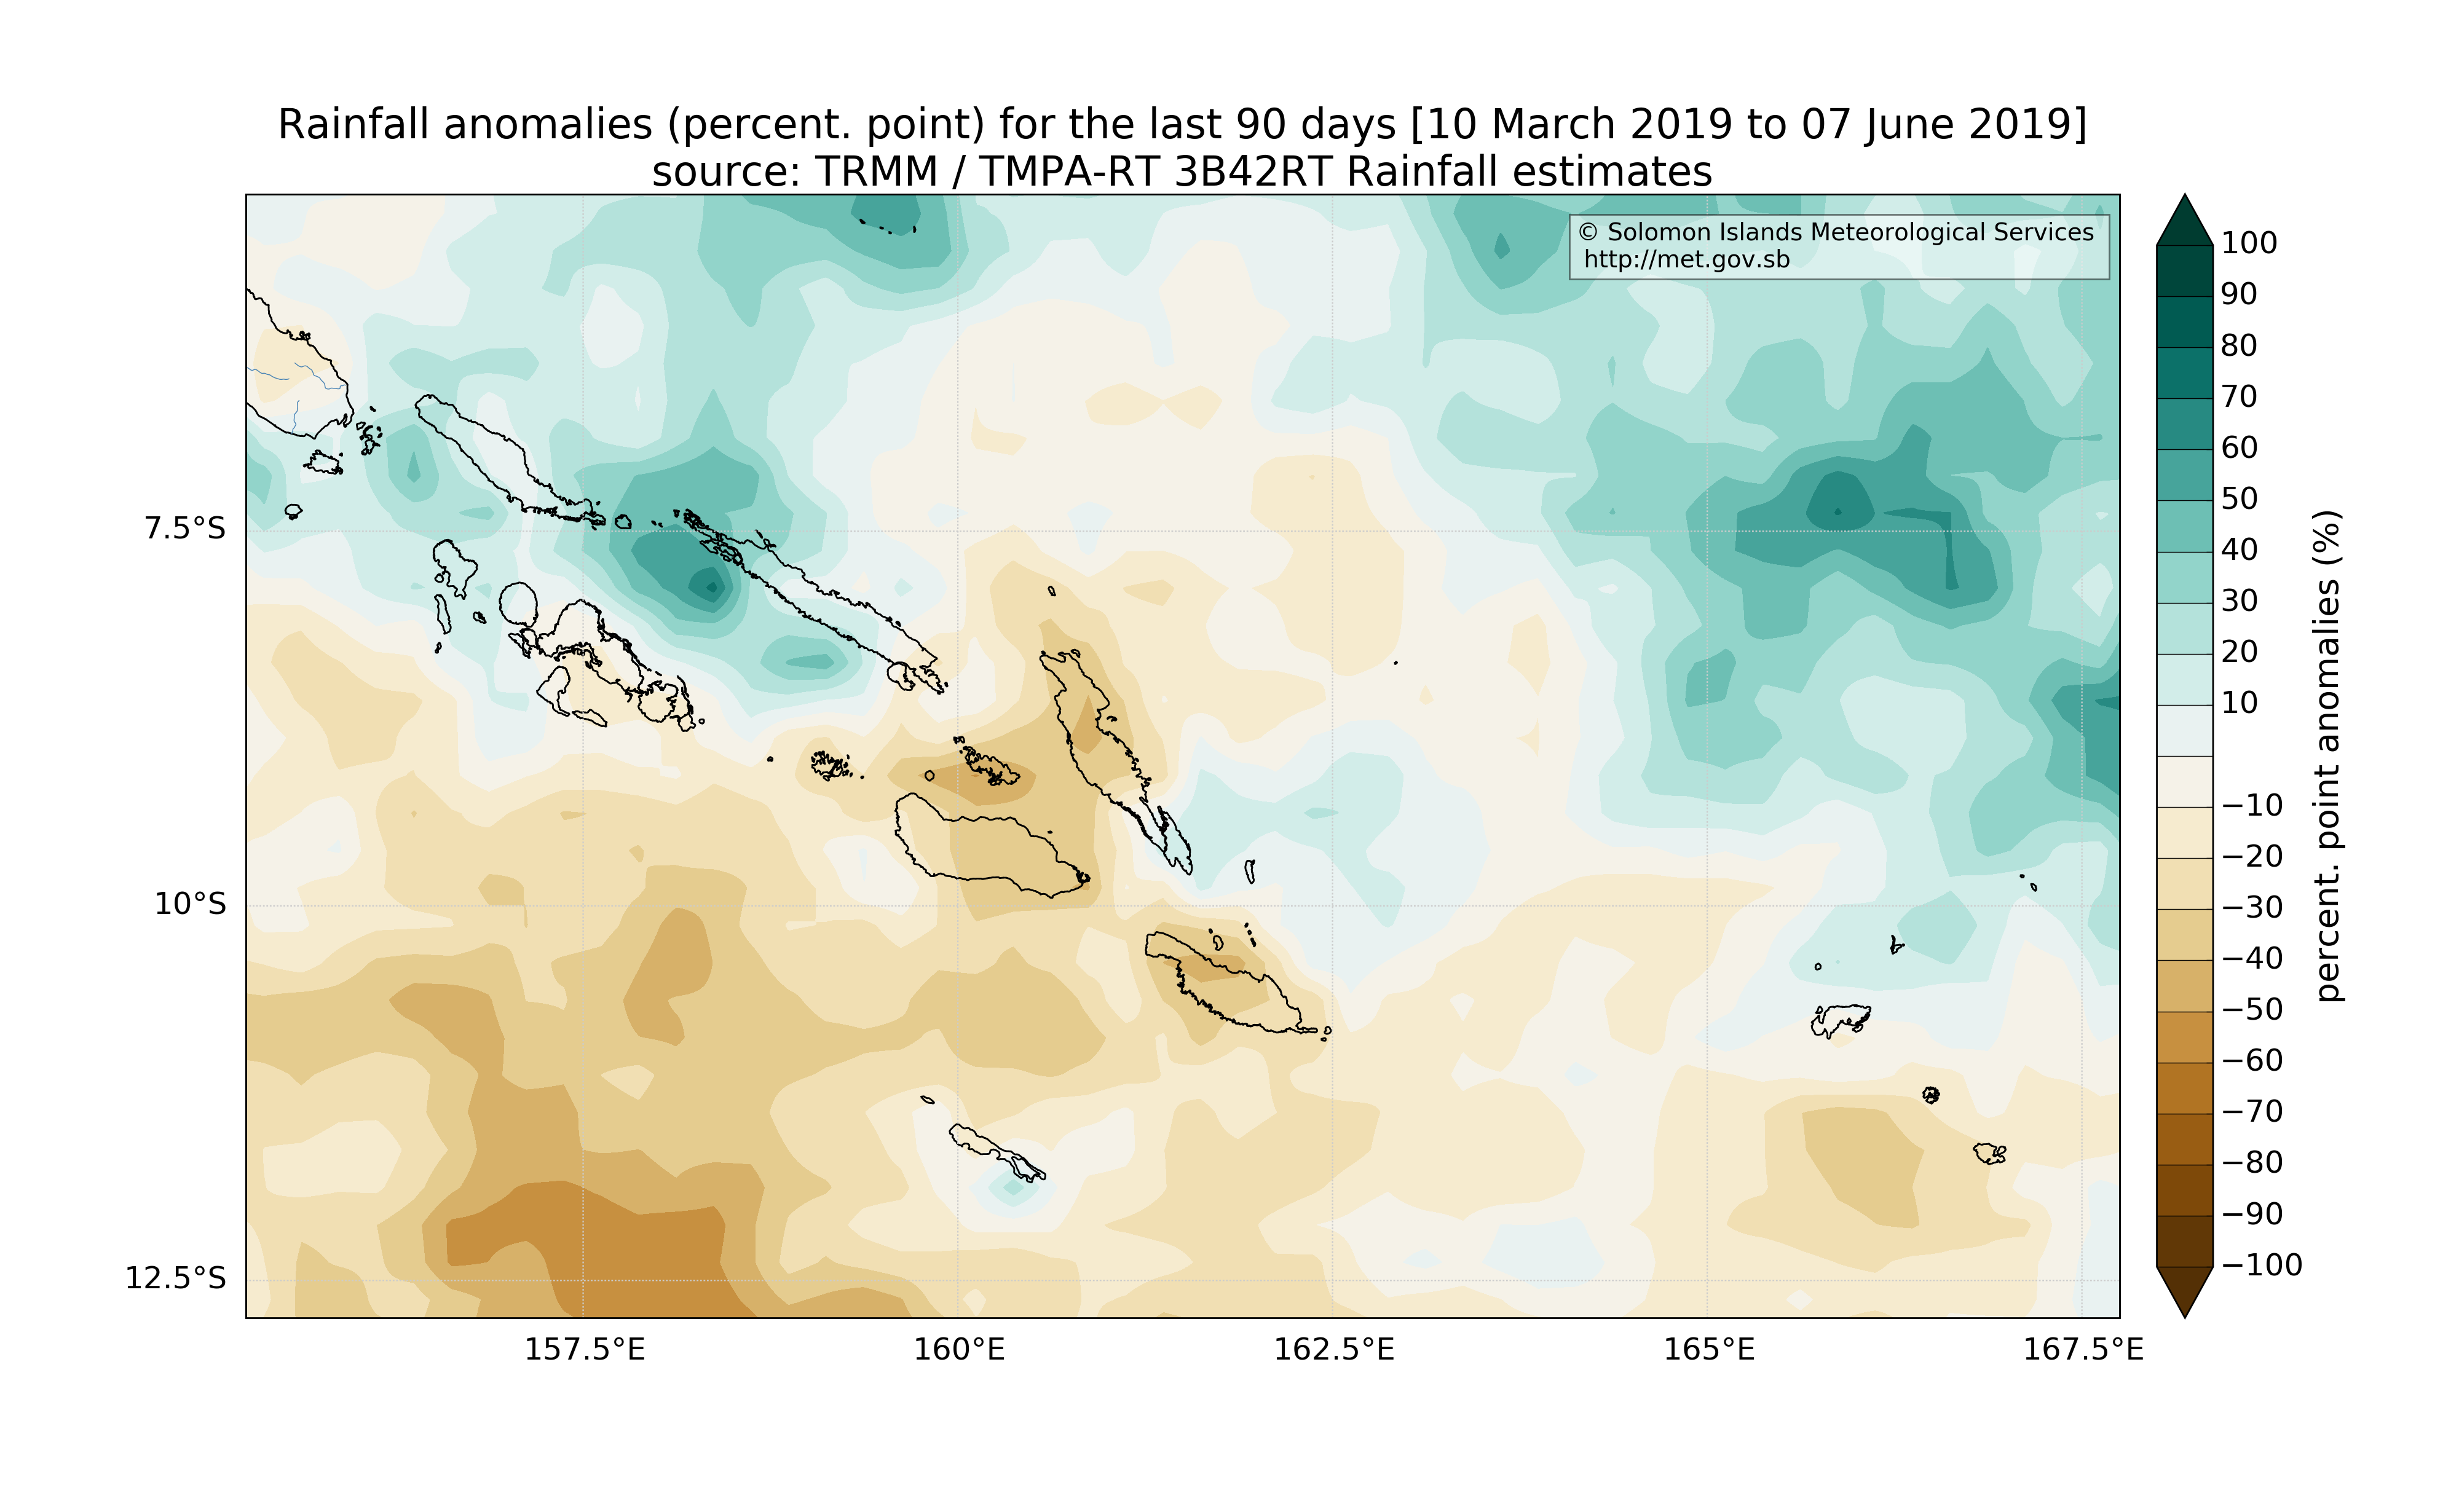 Rainfall anomalies (percent. point) for the last 90 days [10 March 2019 to 07 June 2019]
source: TRMM / TMPA-RT 3B42RT Rainfall estimates
© Solomon Islands Meteorological Services
http://met.gov.sb
7.5°S
10°S
12.5°S
157.5°E
160°E
162.5°E
165°E
167.5°E
100
90
80
70
60
50
40
30
20
10
−10
−20
−30
−40
−50
−60
−70
−80
−90
−100
percent. point anomalies (%)